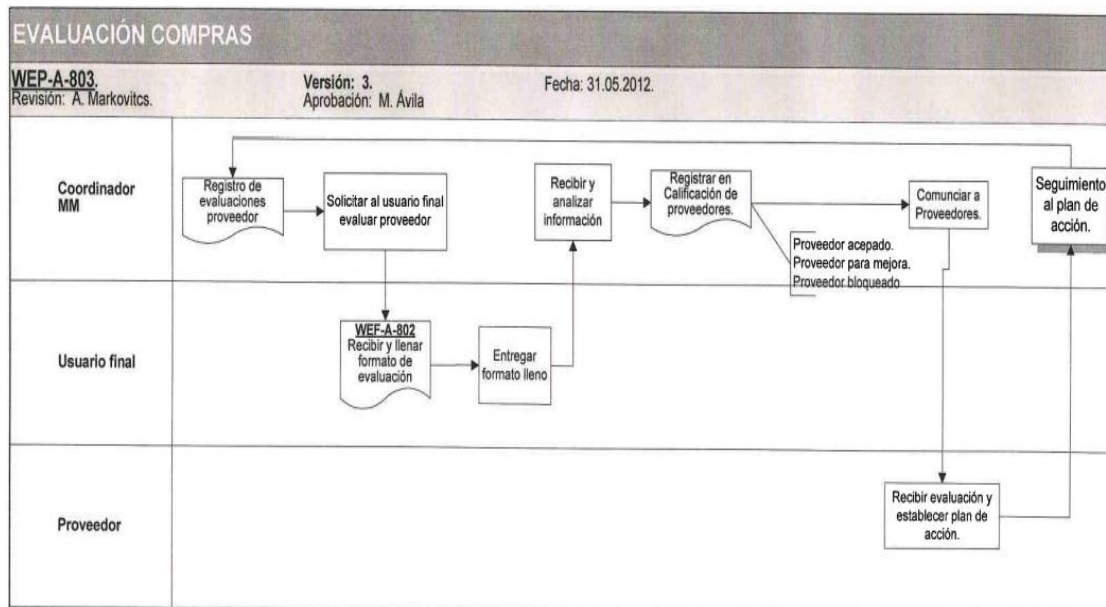 EVALUACIÓN COMPRAS
WEP-A-803.
Revisión: A. Markovitcs.
Versión: 3.
Aprobación: M. Ávila
Fecha: 31.05.2012.
Coordinador
MM
Registro de
evaluaciones
proveedor
Solicitar al usuario final
evaluar proveedor
Recibir y
analizar
información
Registrar en
Calificación de
proveedores.
Proveedor acepado.
Proveedor para mejora.
Proveedor bloqueado
Comunciar a
Proveedores.
Seguimiento
al plan de
acción.
Usuario final
WEF-A-802
Recibir y llenar
formato de
evaluación
Entregar
formato lleno
Proveedor
Recibir evaluación y
establecer plan de
acción.